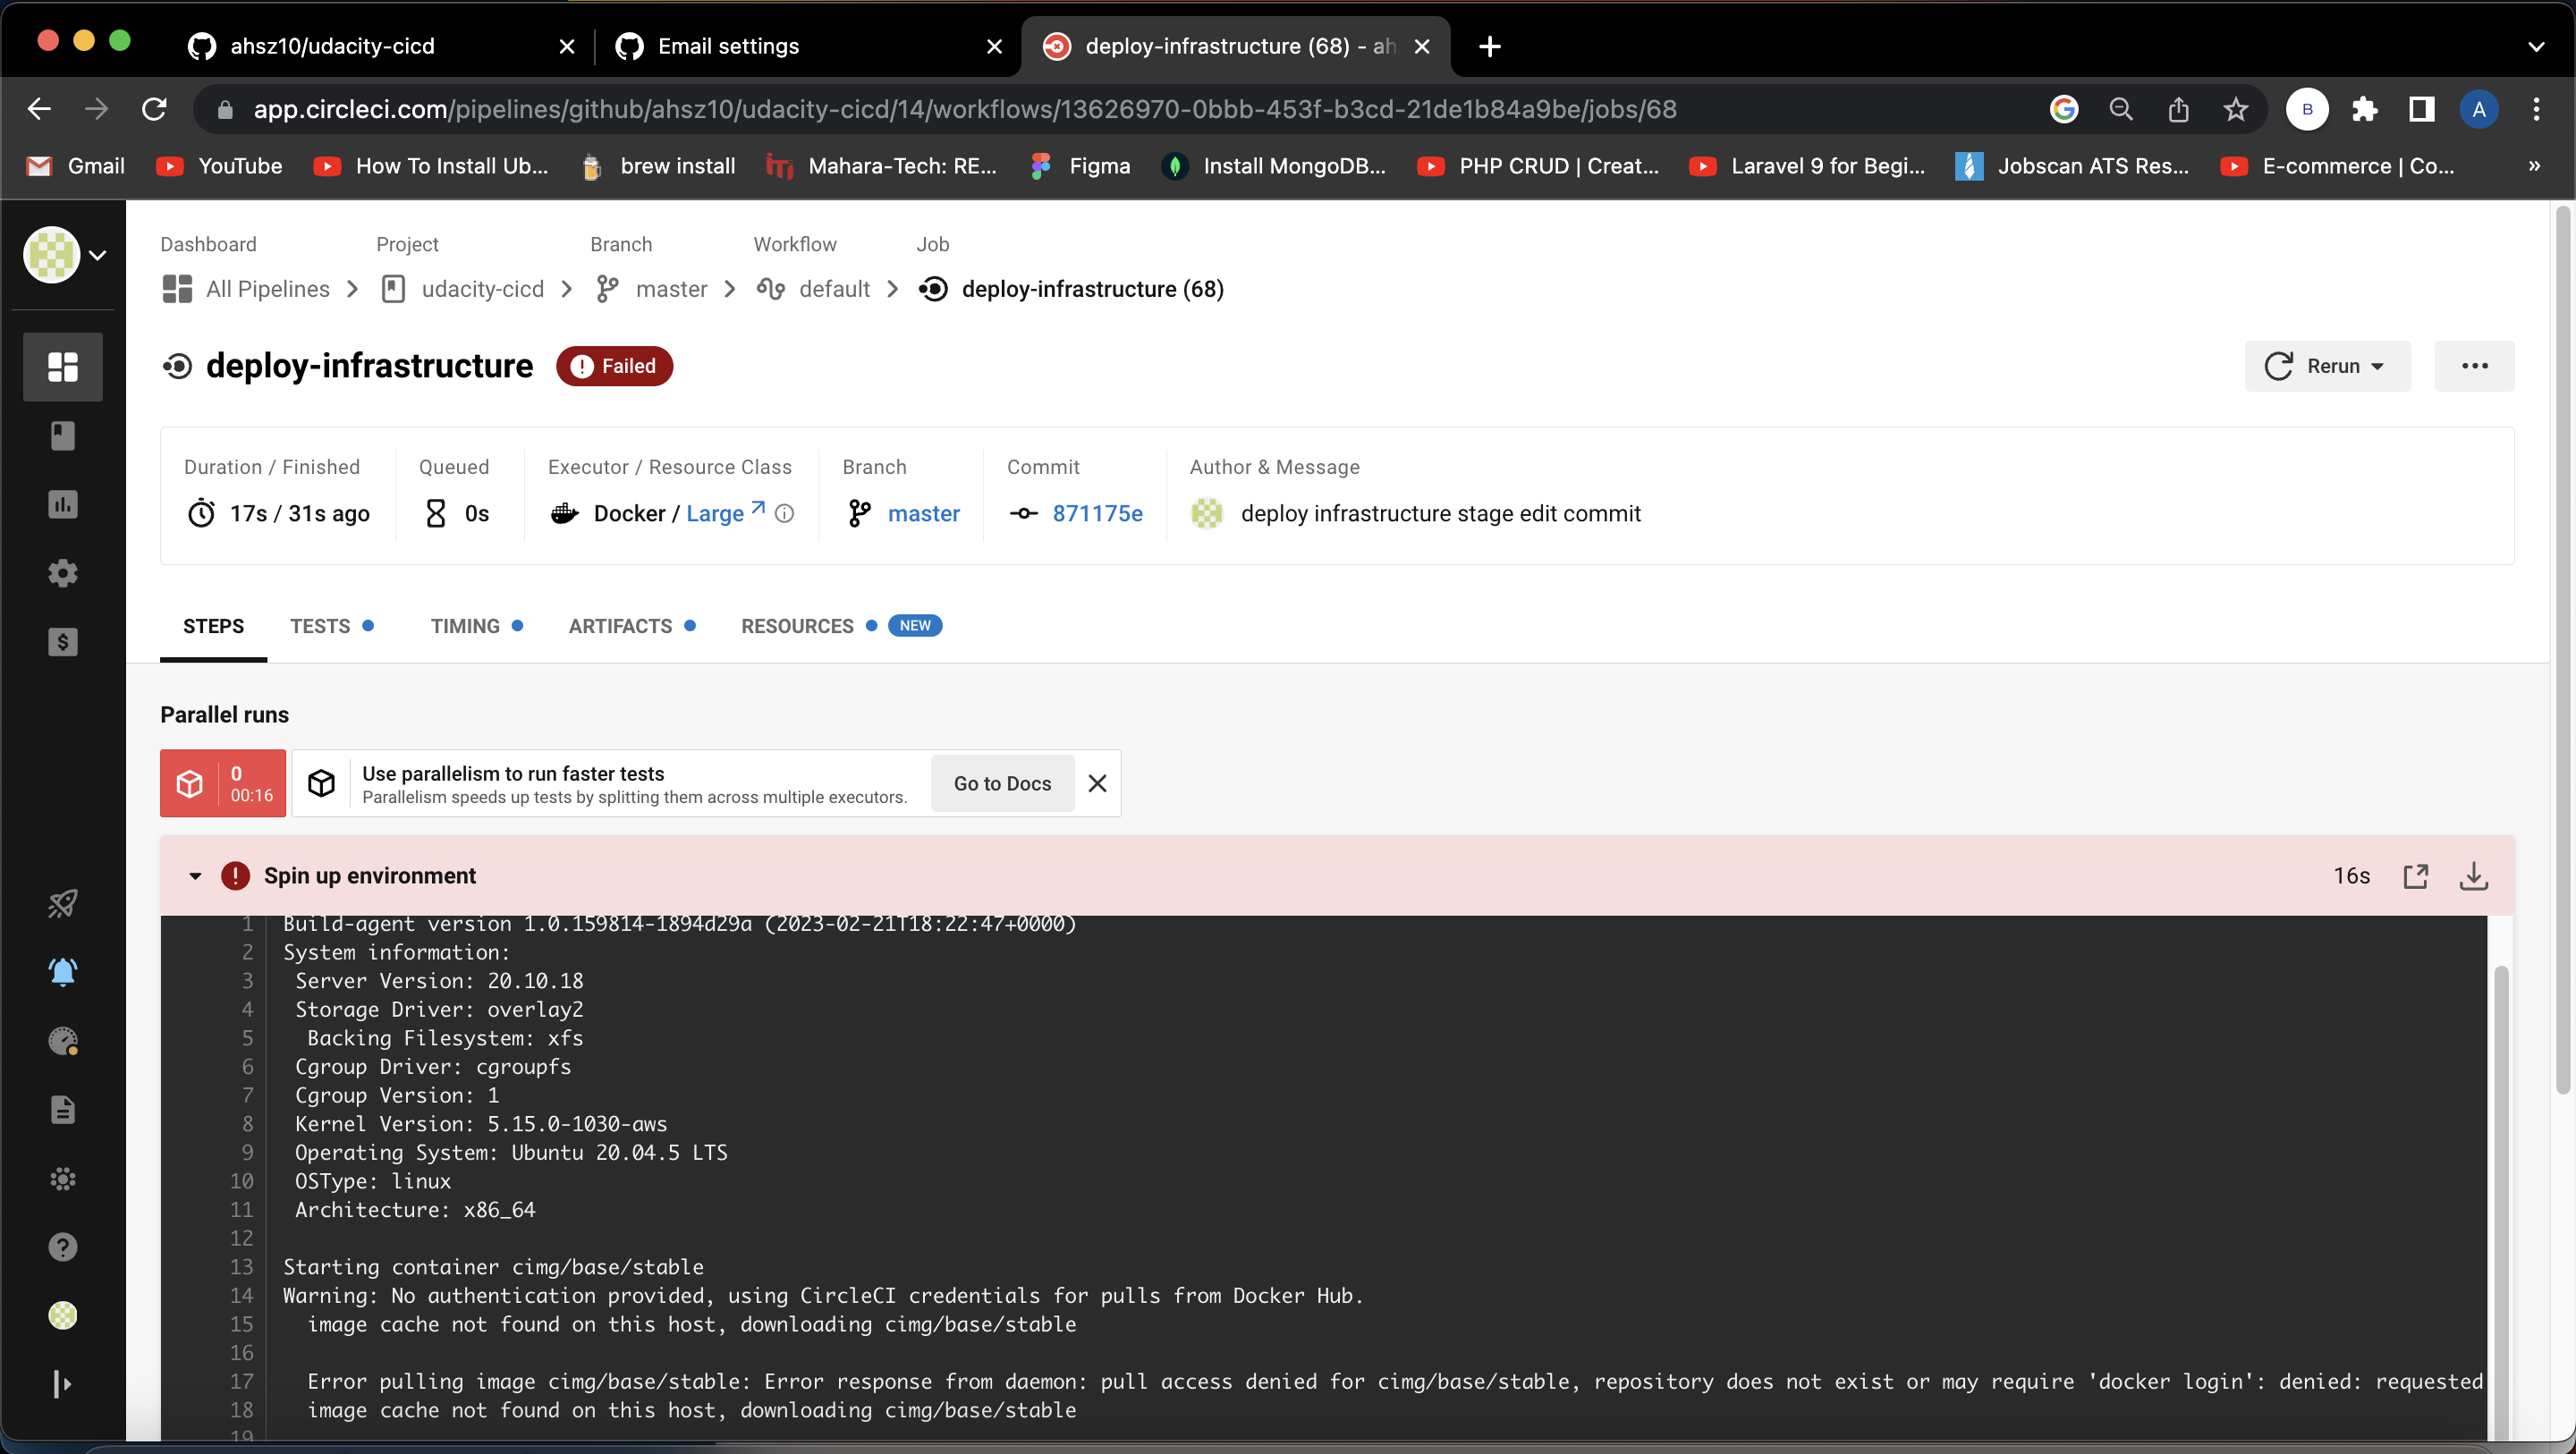 ahsz10/udacity-cicd
Email settings
deploy-infrastructure (68) - ah
app.circleci.com/pipelines/github/ahsz10/udacity-cicd/14/workflows/13626970-0bbb-453f-b3cd-21de1b84a9be/jobs/68
B
A
Gmail
YouTube
How To Install Ub...
brew install
Mahara-Tech: RE...
Figma
Install MongoDB...
PHP CRUD | Creat...
Laravel 9 for Begi...
Jobscan ATS Res...
E-commerce | Co...
»
Dashboard
Project
Branch
Workflow
Job
All Pipelines
udacity-cicd
master
default
deploy-infrastructure (68)
deploy-infrastructure
Failed
Rerun
Duration / Finished
Queued
Executor / Resource Class
Branch
Commit
Author & Message
17s / 31s ago
0s
Docker / Large
master
871175e
deploy infrastructure stage edit commit
STEPS
TESTS
TIMING
ARTIFACTS
RESOURCES
NEW
Parallel runs
0
00:16
Use parallelism to run faster tests
Parallelism speeds up tests by splitting them across multiple executors.
Go to Docs
Spin up environment
16s
1 Build-agent version 1.0.159814-1894d29a (2023-02-21T18:22:47+0000)
2 System information:
3 Server Version: 20.10.18
4 Storage Driver: overlay2
5 Backing Filesystem: xfs
6 Cgroup Driver: cgroupfs
7 Cgroup Version: 1
8 Kernel Version: 5.15.0-1030-aws
9 Operating System: Ubuntu 20.04.5 LTS
10 OSType: linux
11 Architecture: x86_64
12
13 Starting container cimg/base/stable
14 Warning: No authentication provided, using CircleCI credentials for pulls from Docker Hub.
15 image cache not found on this host, downloading cimg/base/stable
16
17 Error pulling image cimg/base/stable: Error response from daemon: pull access denied for cimg/base/stable, repository does not exist or may require 'docker login': denied: requested
18 image cache not found on this host, downloading cimg/base/stable
19